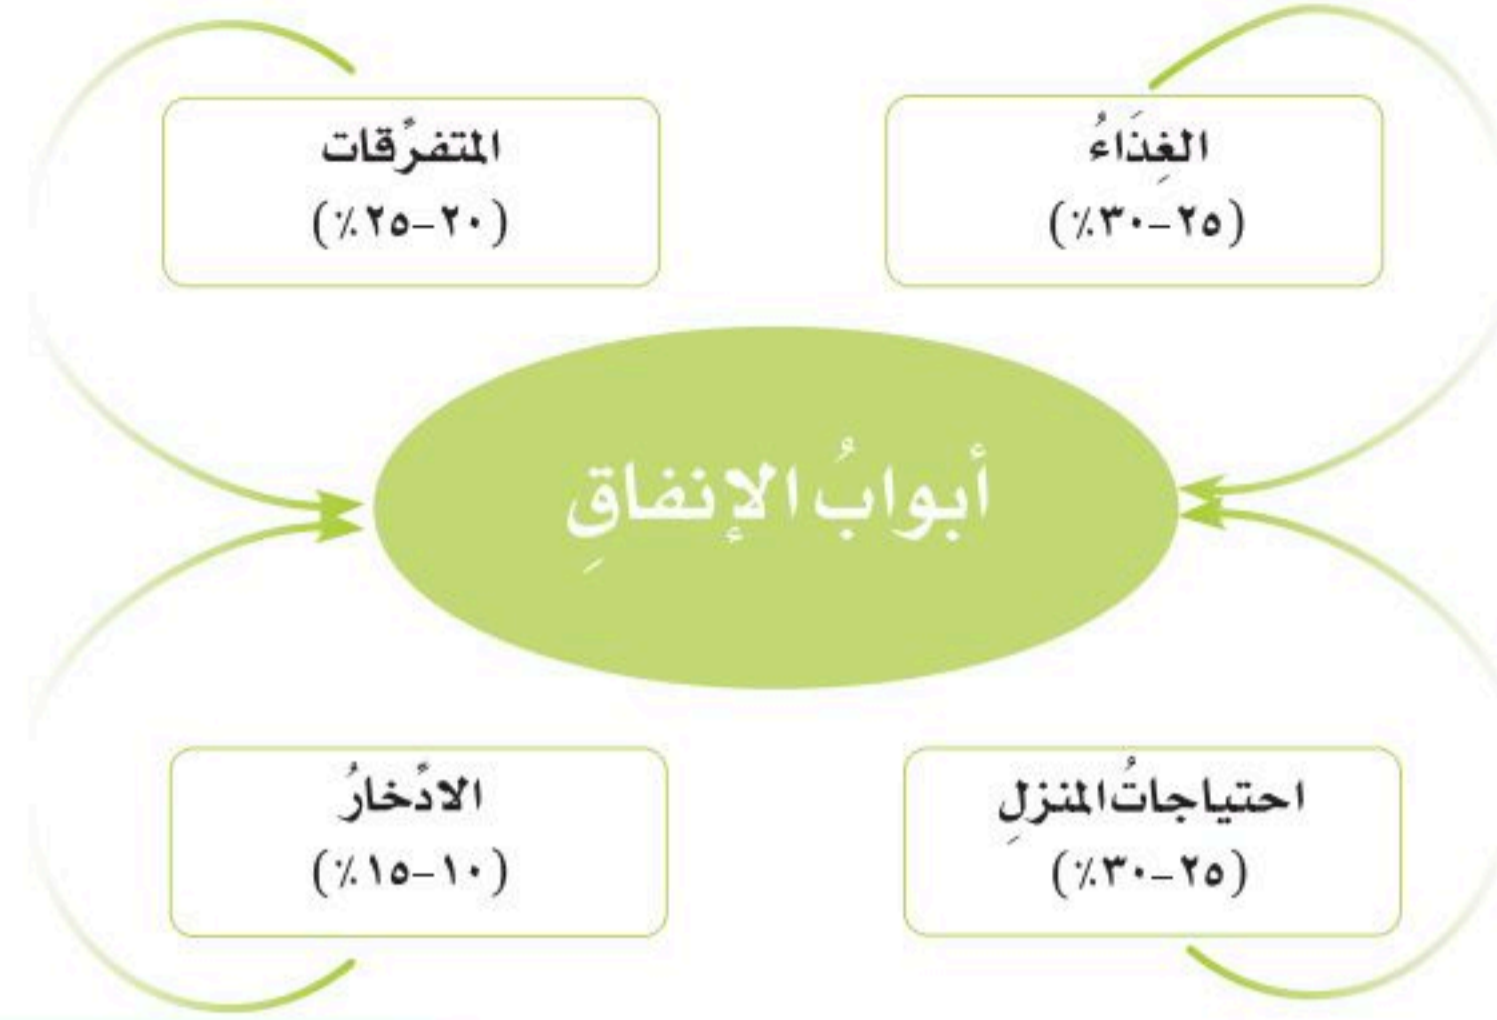 الغِذَاءُ
(٢٥-٣٠٪)
المتفرِّقات
(٢٠-٢٥٪)
أبوابُ الإنفاقِ
احتياجاتُ المنزلِ
(٢٥-٣٠٪)
الادِّخارُ
(١٠-١٥٪)